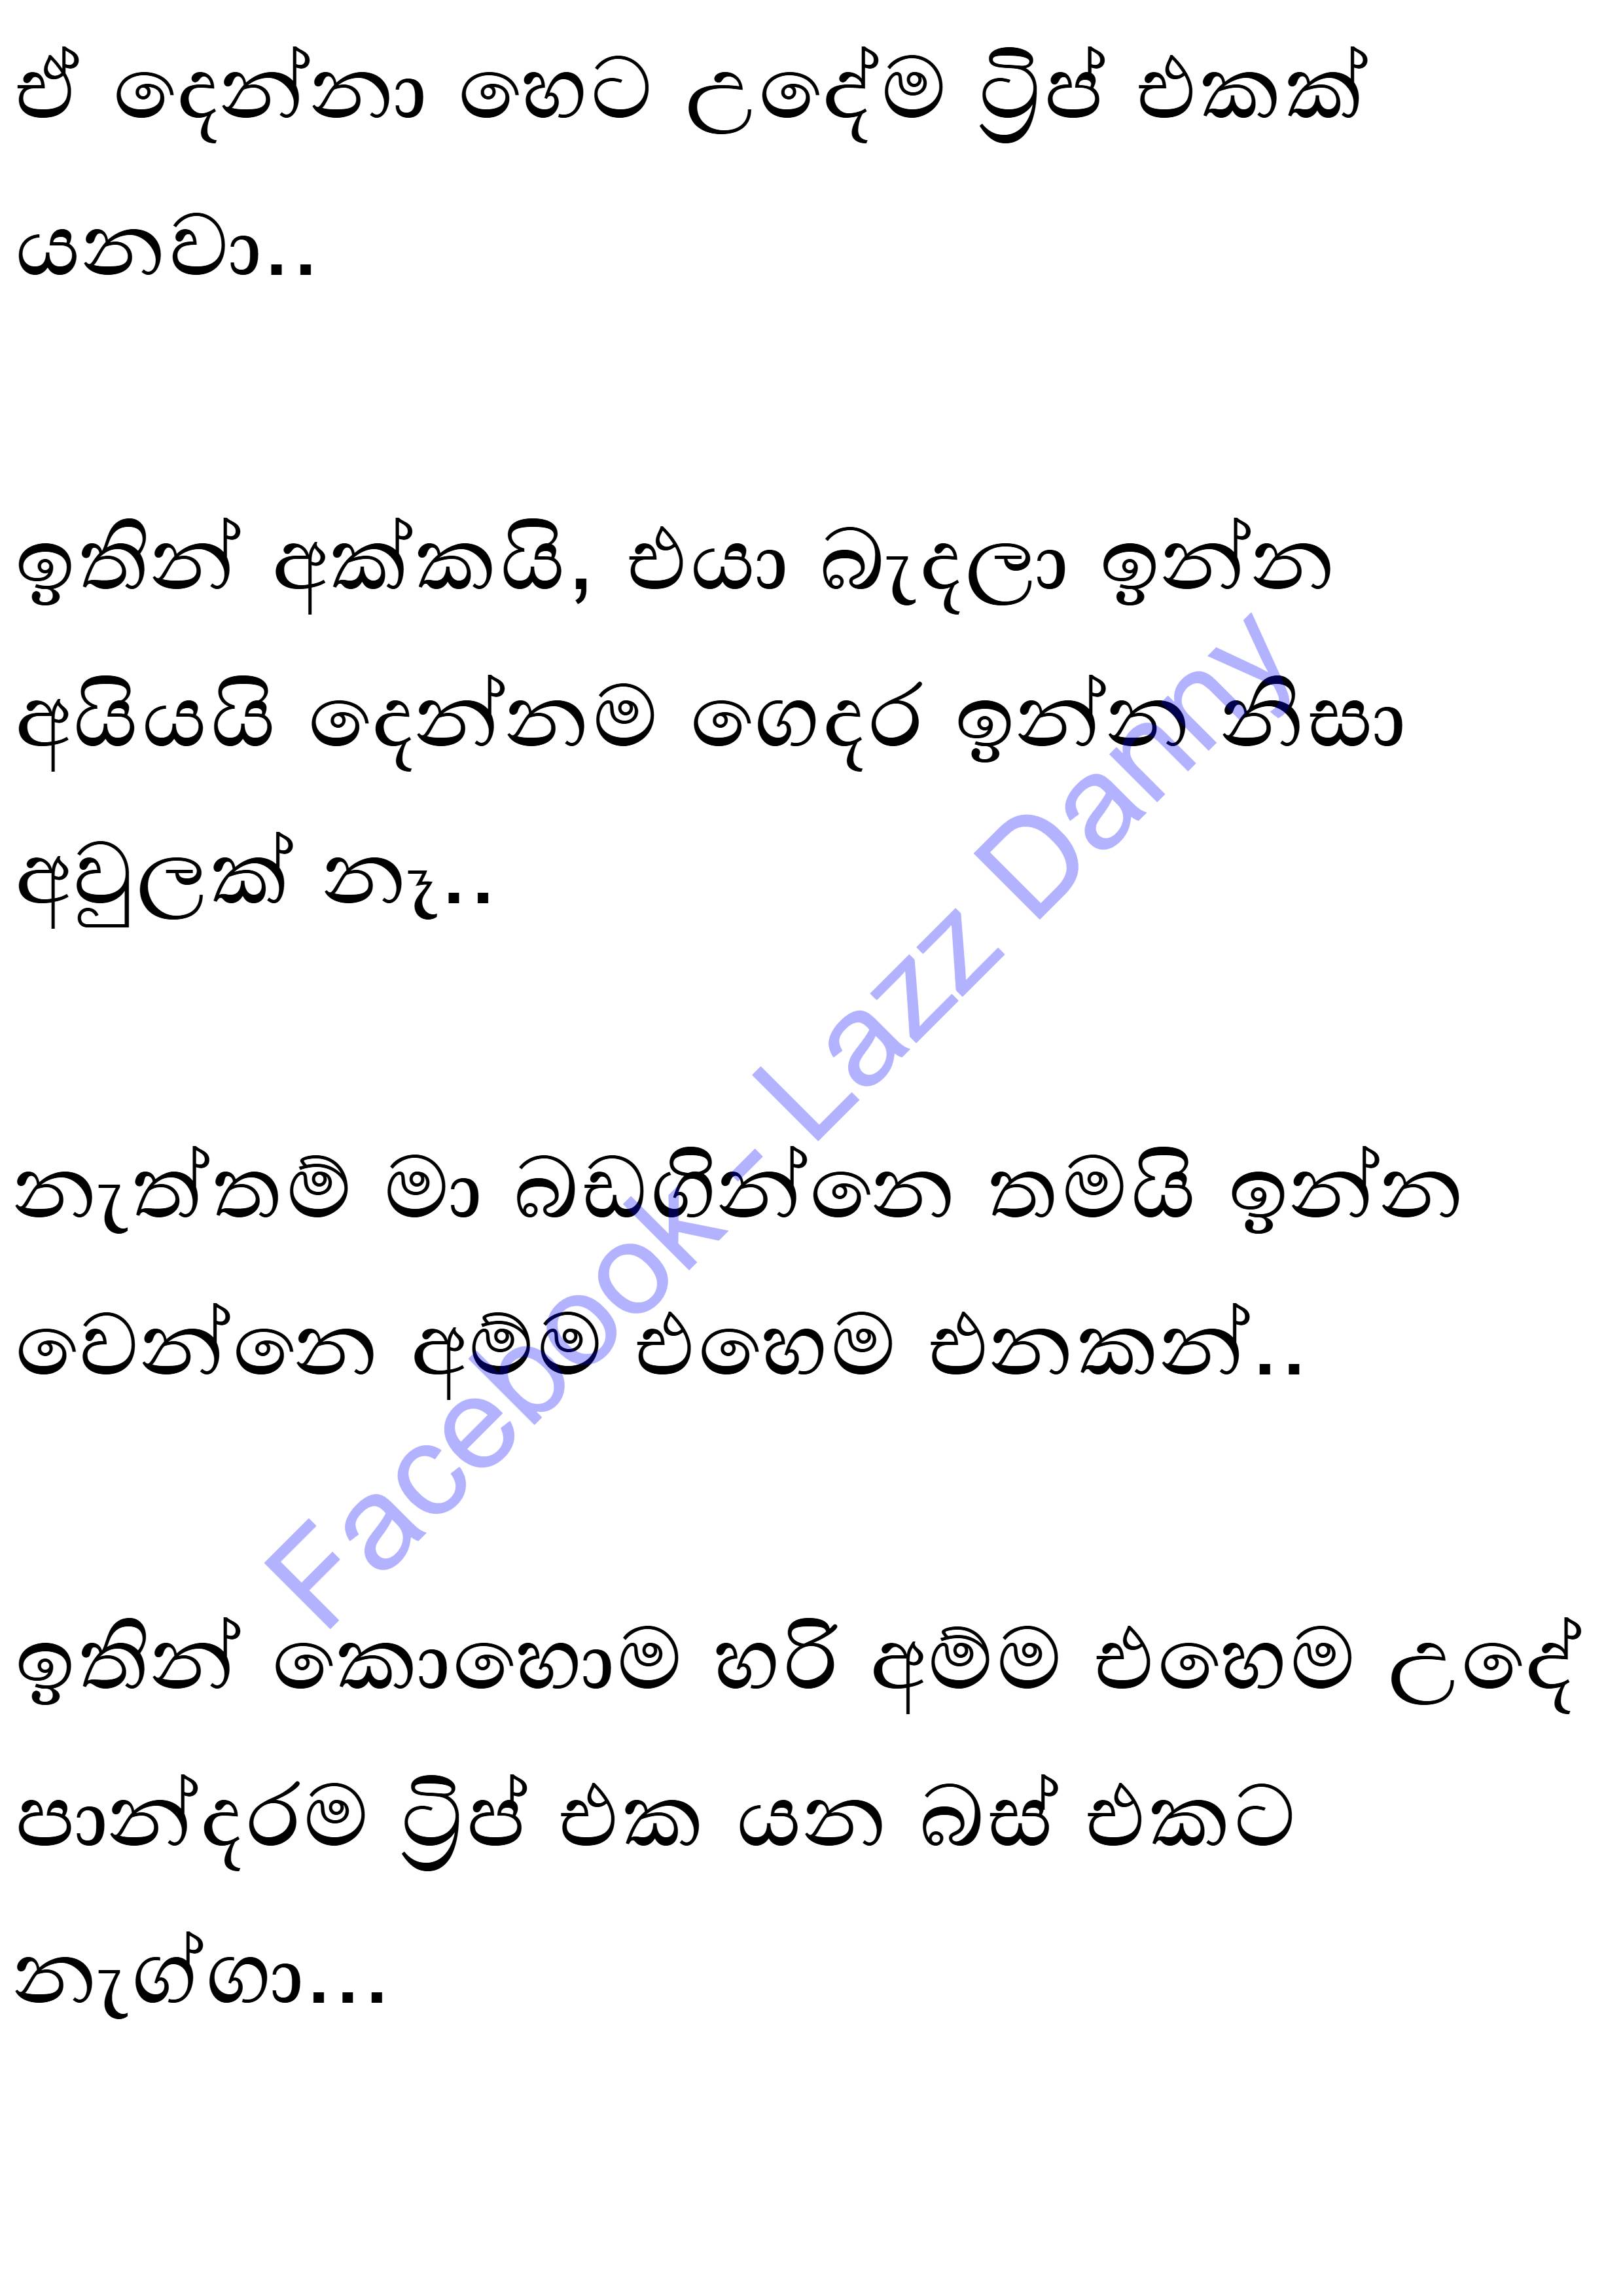 ඒ දෙන්නා හෙට උදේම ට්‍රිප් එකක්
යනවා..
ඉතින් අක්කයි, එයා බැදලා ඉන්න
අයියයි දෙන්නම ගෙදර ඉන්න නිසා
අවුලක් නෑ..
නැත්තම් මා බඩගින්නෙ තමයි ඉන්න
වෙන්නෙ අම්ම එහෙම එනකන්..
ඉතින් කොහොම හරි අම්ම එහෙම උදේ
පාන්දරම ට්‍රිප් එක යන බස් එකට
නැග්ගා...
Facebook- Lazz Danny